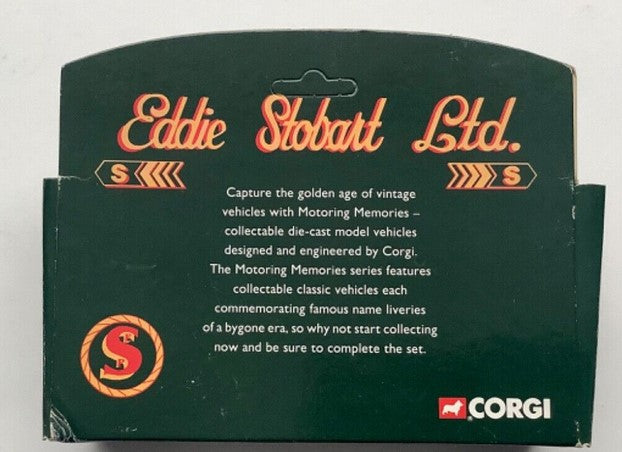 Eddie Stobart Ltd.
S S
Capture the golden age of vintage
vehicles with Motoring Memories –
collectable die-cast model vehicles
designed and engineered by Corgi.
The Motoring Memories series features
collectable classic vehicles each
commemorating famous name liveries
of a bygone era, so why not start collecting
now and be sure to complete the set.
S
CORGI